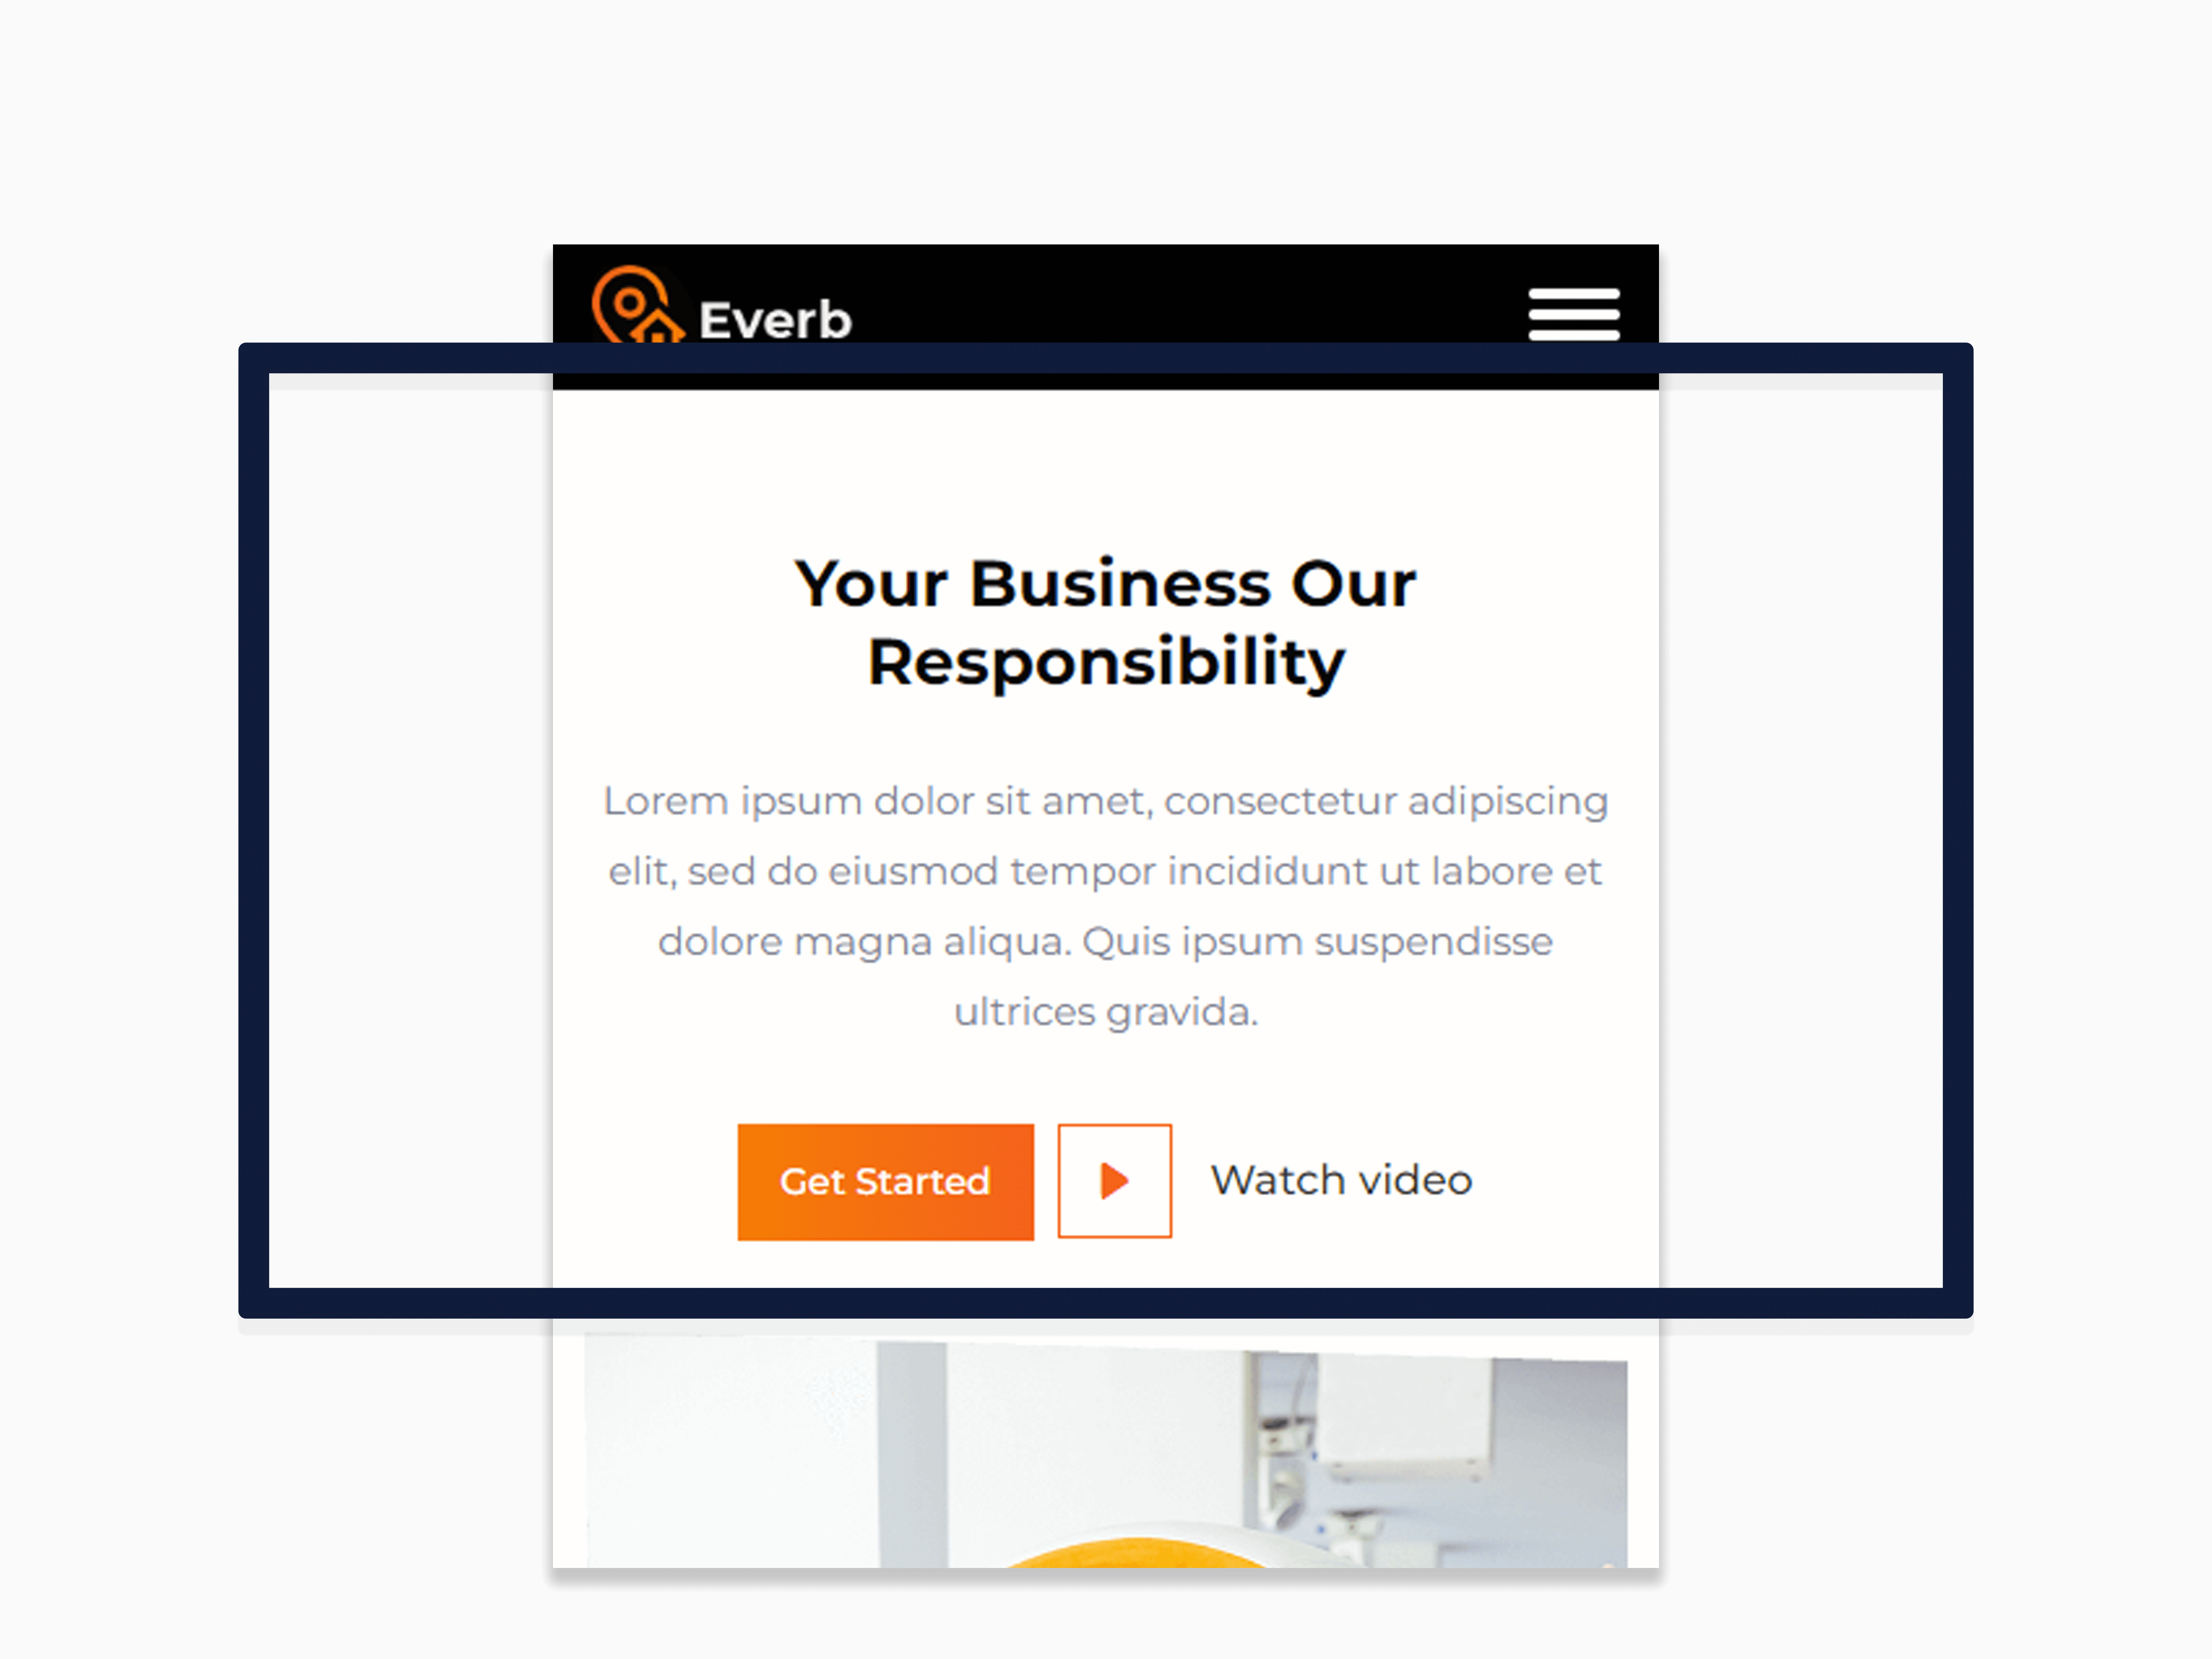 Everb
Your Business Our
Responsibility
Lorem ipsum dolor sit amet, consectetur adipiscing
elit, sed do eiusmod tempor incididunt ut labore et
dolore magna aliqua. Quis ipsum suspendisse
ultrices gravida.
Get Started
Watch video